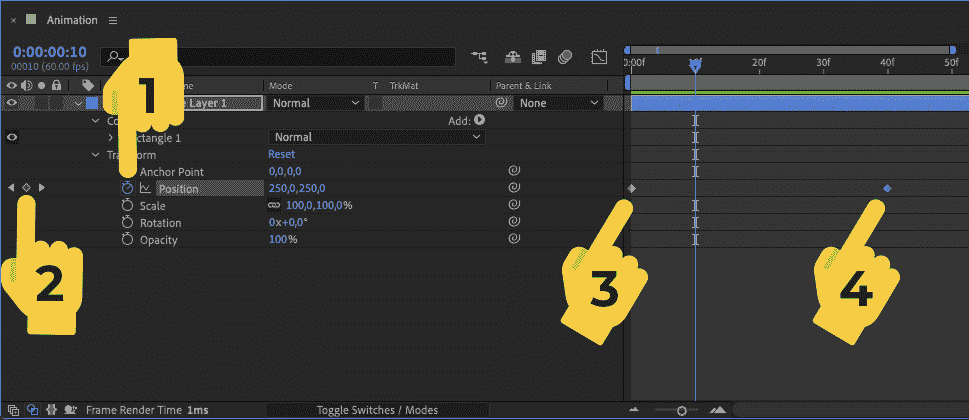 Animation
0:00:00:10
00010 (60.00 fps)
:00f 10f 20f 30f 40f 50f
Mode T TrkMat Parent & Link
Layer 1 Normal None
Add:
Rectangle 1 Normal
Transform Reset
Anchor Point 0,0,0,0
Position 250,0,250,0
Scale 100,0,100,0%
Rotation 0x+0,0°
Opacity 100%
1
2
3
4
Frame Render Time 1ms Toggle Switches / Modes